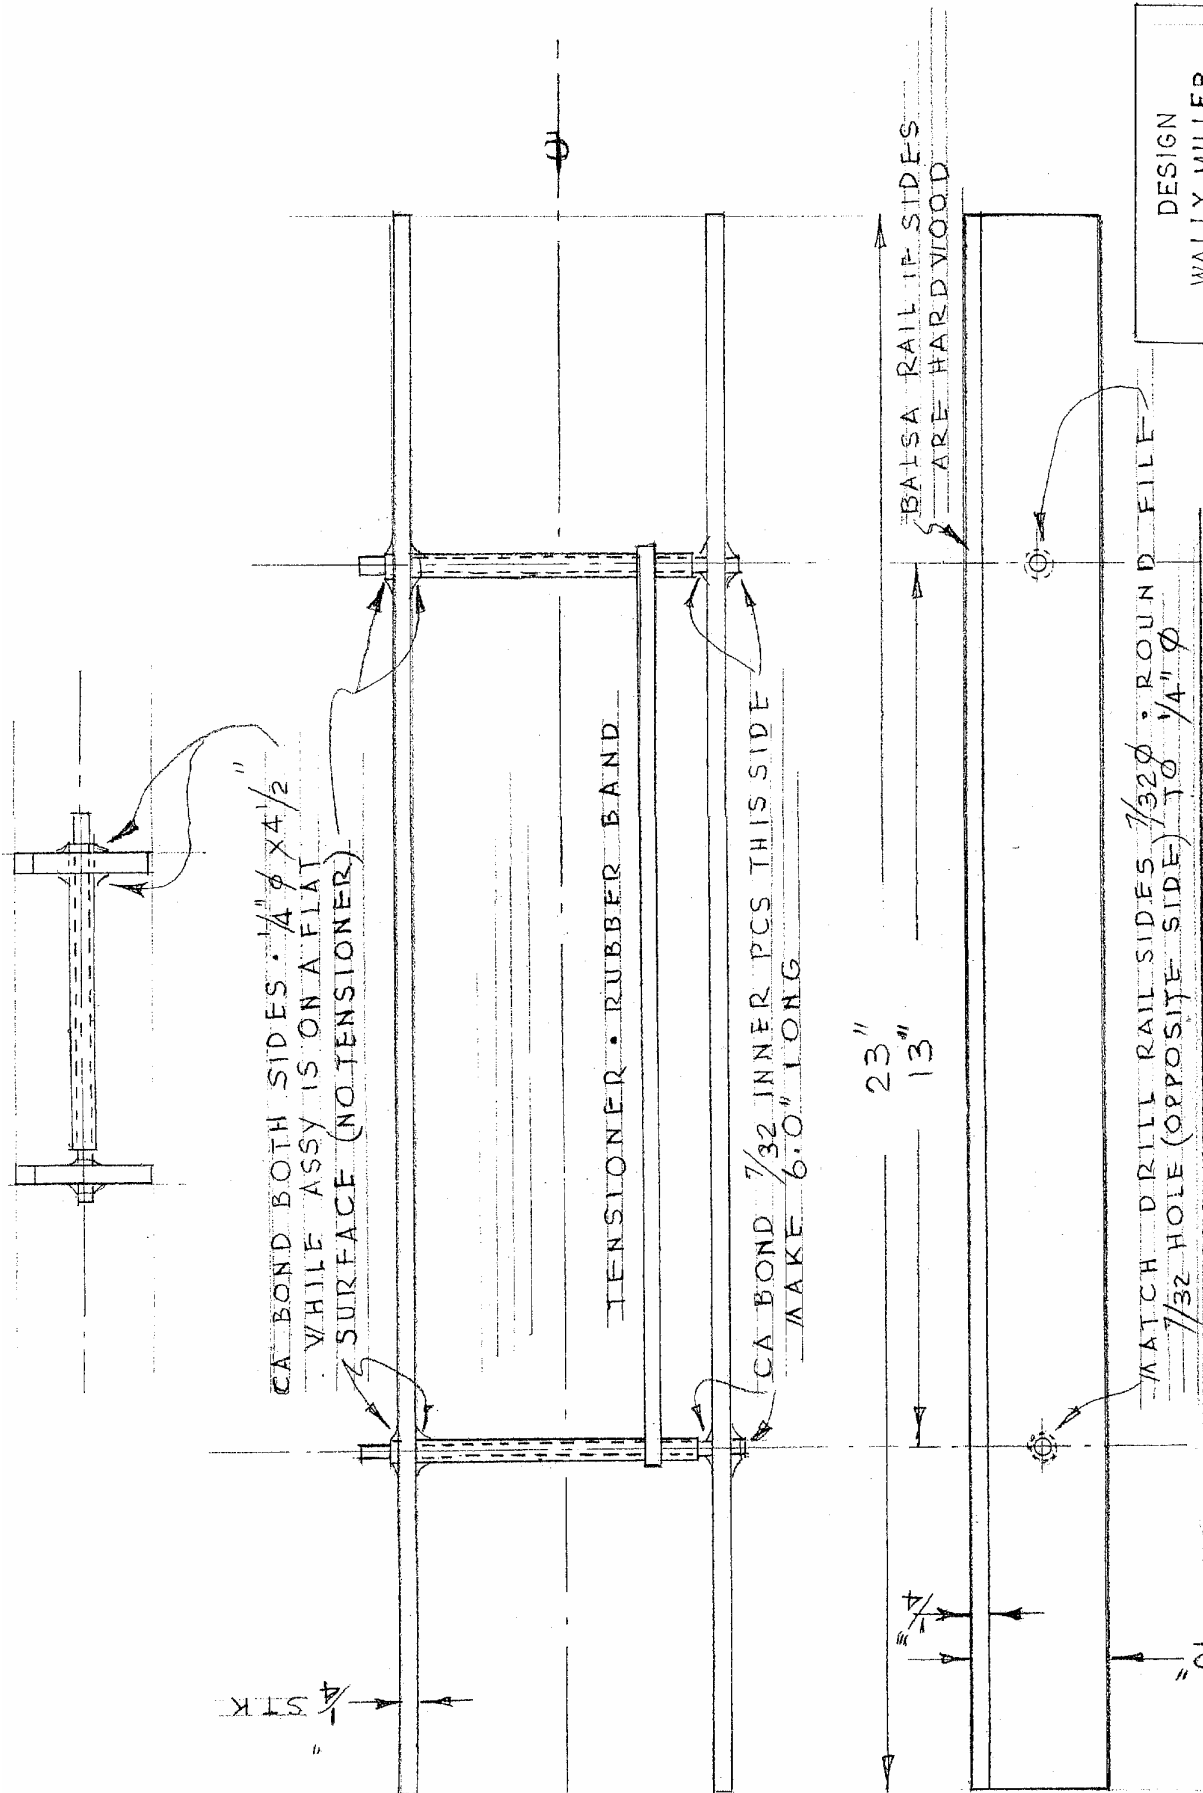 CA BOND BOTH SIDES • 1/4" ϕ X 4 1/2"
WHILE ASSY IS ON A FLAT
SURFACE (NO TENSIONER)
1/4" STK
TENSIONER • RUBBER BAND
CA BOND 7/32 INNER PCS THIS SIDE
MAKE 6.0" LONG
23"
13"
BALSA RAIL IF SIDES
ARE HARDWOOD
1/4"
MATCH DRILL RAIL SIDES 7/32 ϕ • ROUND FILE
7/32 HOLE (OPPOSITE SIDE) TO 1/4" ϕ
DESIGN
WALLY MILLER